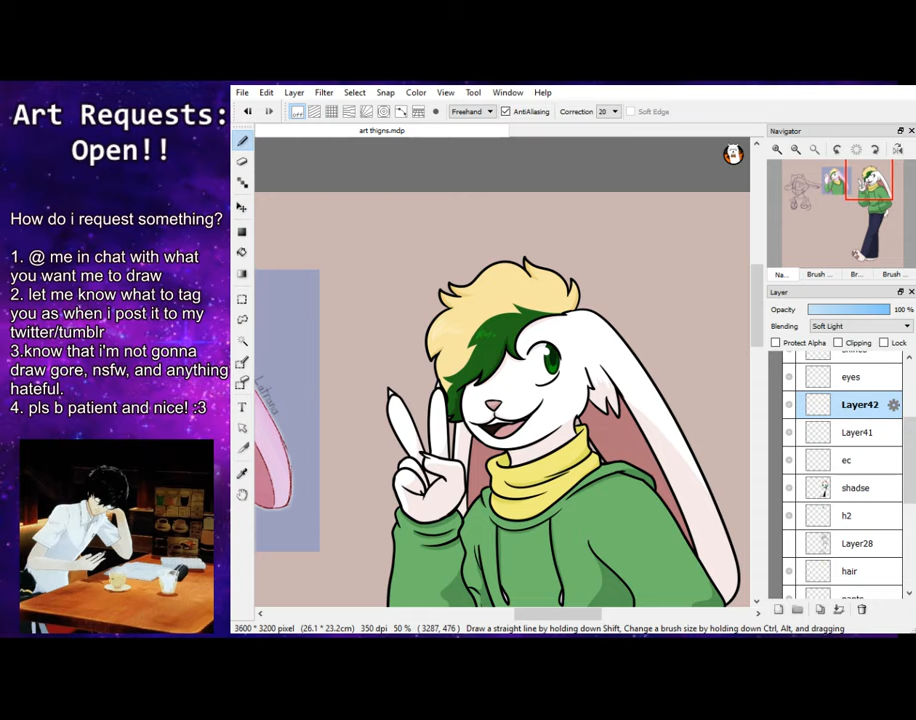 Art Requests:
Open!!
How do i request something?
1. @ me in chat with what
you want me to draw
2. let me know what to tag
you as when i post it to my
twitter/tumblr
3.know that i'm not gonna
draw gore, nsfw, and anything
hateful.
4. pls b patient and nice! :3
File Edit Layer Filter Select Snap Color View Tool Window Help
off Freehand AntiAliasing Correction 20 Soft Edge
art thigns.mdp
Navigator
Na... Brush ... Br... Brush ...
Layer
Opacity 100 %
Blending Soft Light
Protect Alpha Clipping Lock
eyes
Layer42
Layer41
ec
shadse
h2
Layer28
hair
pants
T
3600 * 3200 pixel (26.1 * 23.2cm) 350 dpi 50 % (3287, 476) Draw a straight line by holding down Shift, Change a brush size by holding down Ctrl, Alt, and dragging